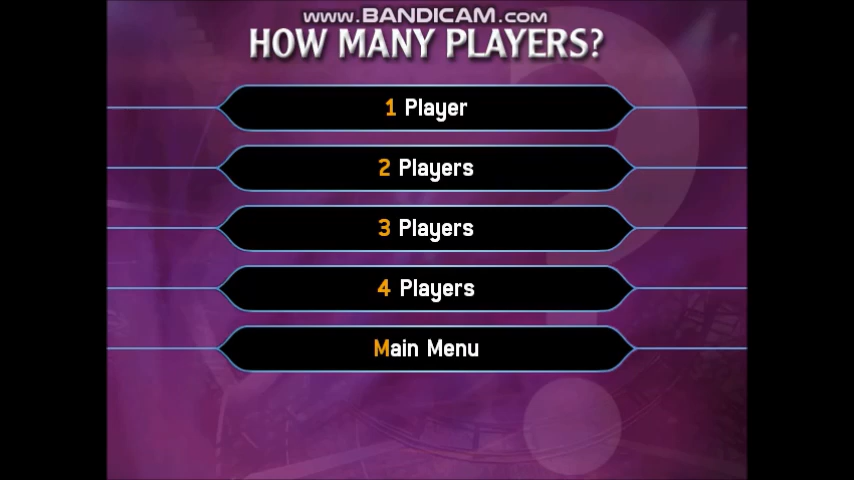 www.BANDICAM.com
HOW MANY PLAYERS?
1 Player
2 Players
3 Players
4 Players
Main Menu